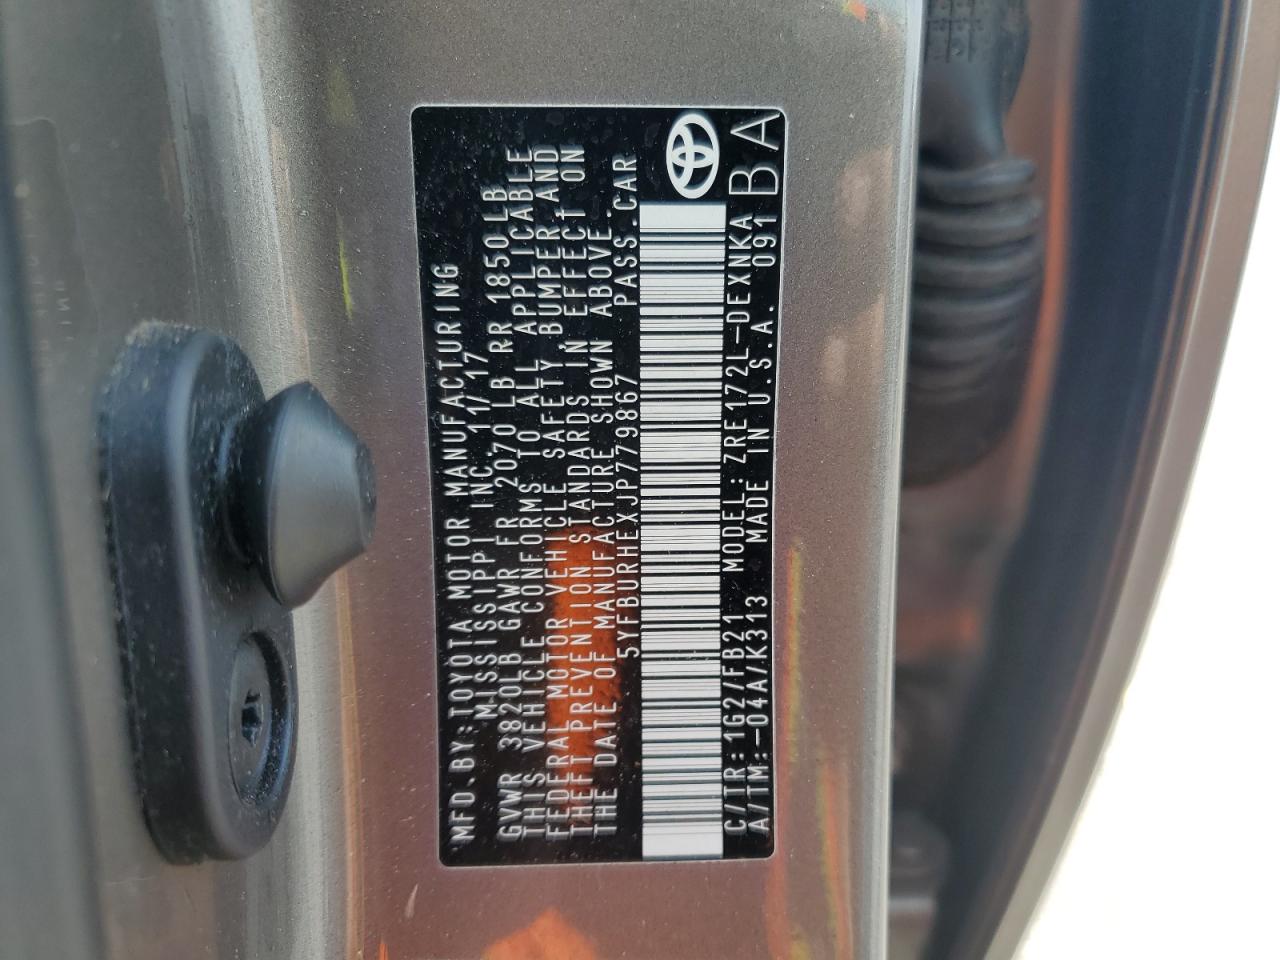 MFD.BY:TOYOTA MOTOR MANUFACTURING
MISSISSIPPI INC. 11/17
GVWR 3820LB GAWR FR 2070LB RR 1850LB
THIS VEHICLE CONFORMS TO ALL APPLICABLE
FEDERAL MOTOR VEHICLE SAFETY BUMPER AND
THEFT PREVENTION STANDARDS IN EFFECT ON
THE DATE OF MANUFACTURE SHOWN ABOVE.
5YFBURHEXJP779867 PASS.CAR
C/TR:1G2/FB21 MODEL:ZRE172L-DEXNKA
A/TM:-04A/K313 MADE IN U.S.A. 091 BA